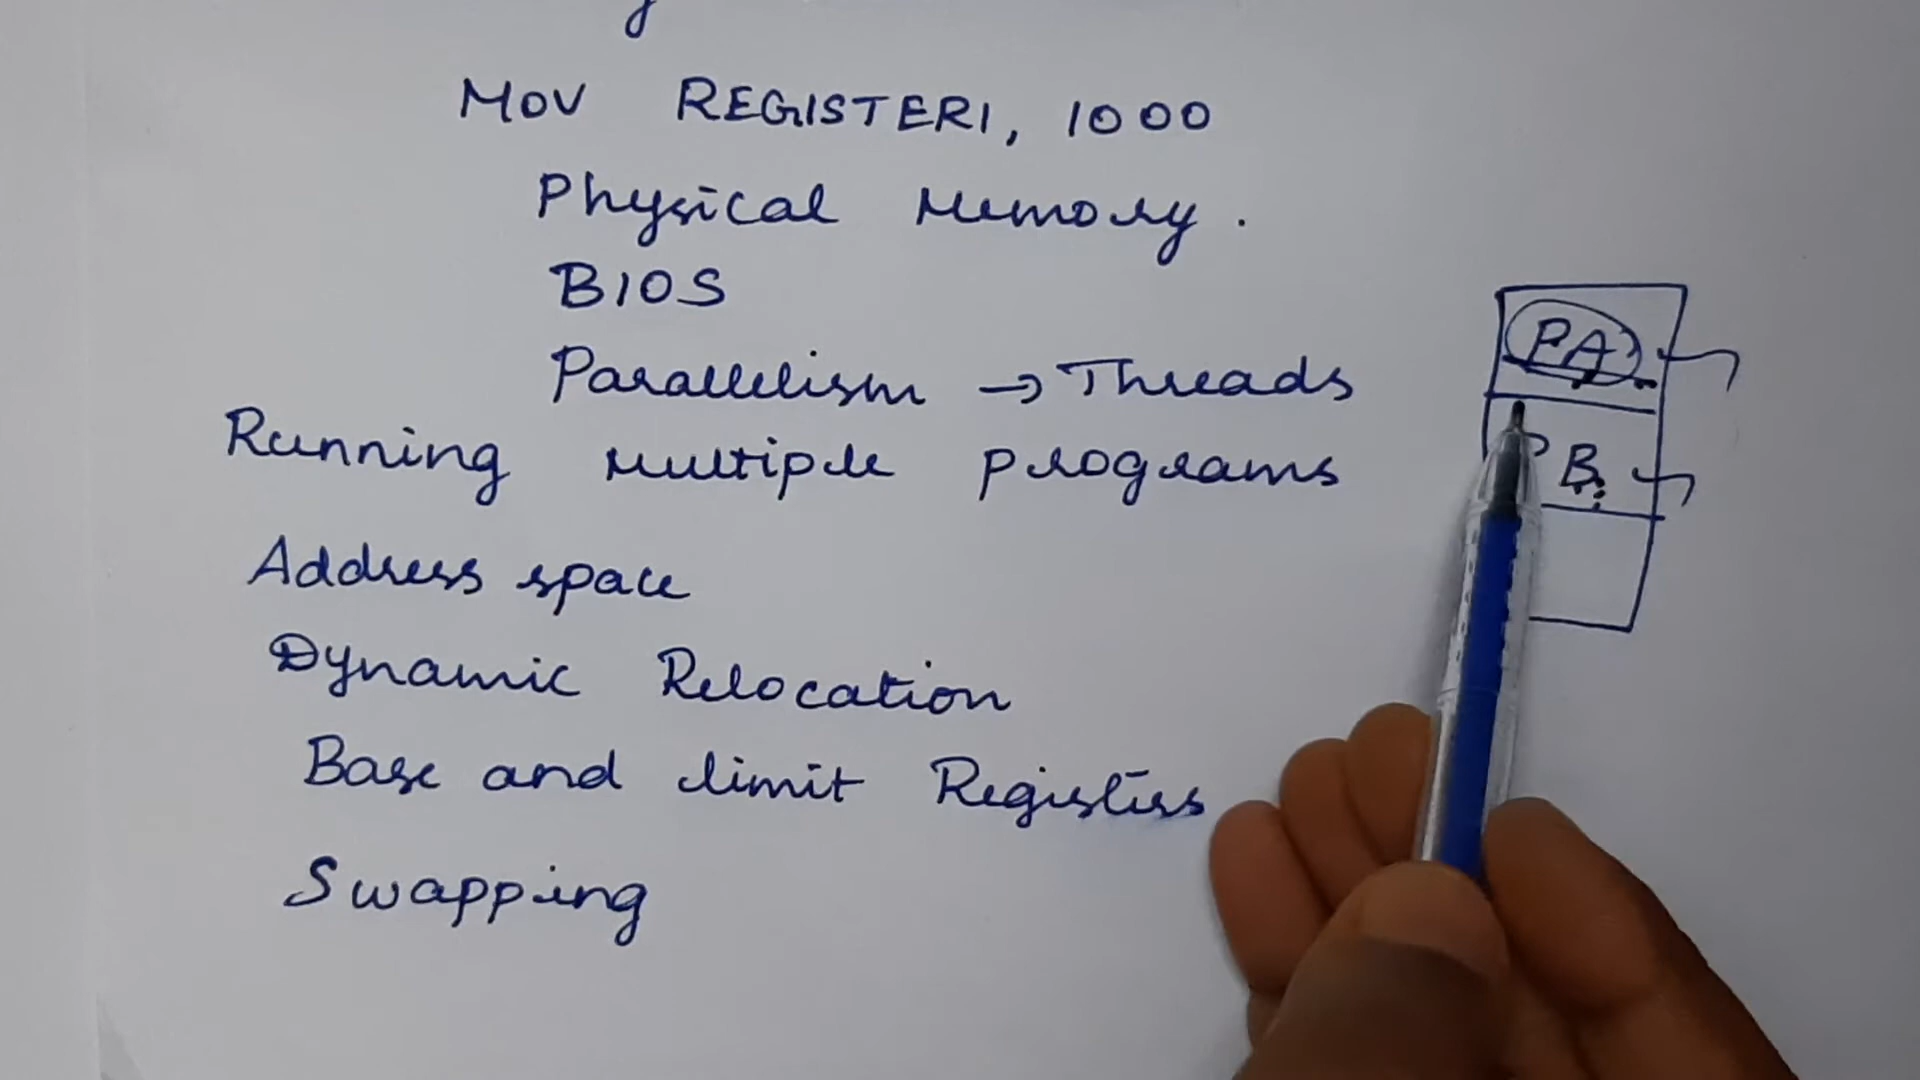 MOV REGISTER1, 1000
Physical Memory.
BIOS
Parallelism → Threads
Running multiple programs
Address space
Dynamic Relocation
Base and limit Registers
Swapping
PA
P B